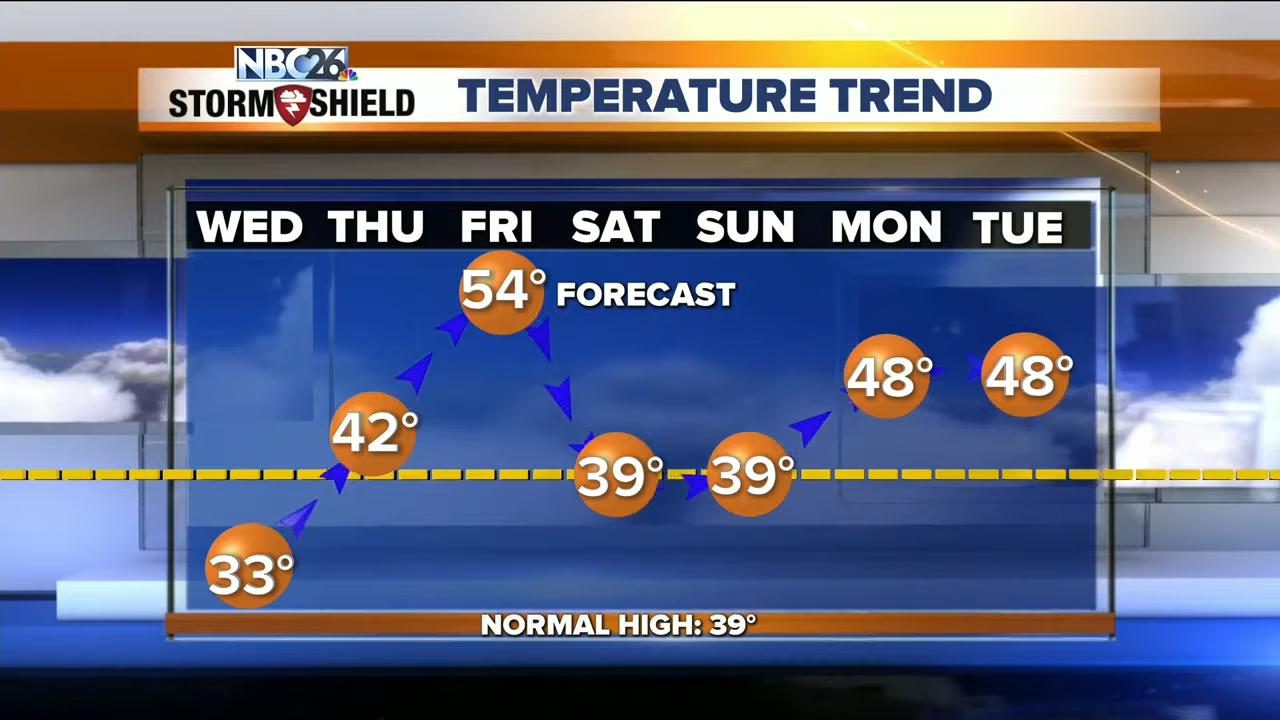 NBC26
STORM SHIELD
TEMPERATURE TREND
WED THU FRI SAT SUN MON TUE
54° FORECAST
48° 48°
42°
39° 39°
33°
NORMAL HIGH: 39°